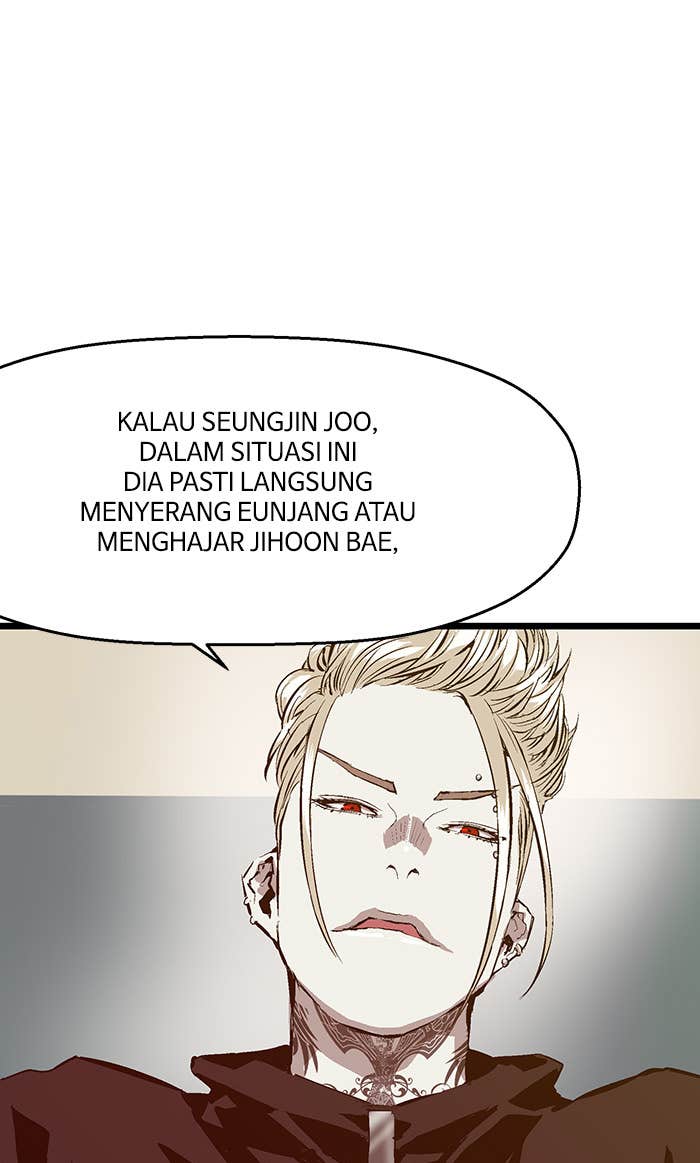 KALAU SEUNGJIN JOO,
DALAM SITUASI INI
DIA PASTI LANGSUNG
MENYERANG EUNJANG ATAU
MENGHAJAR JIHOON BAE,